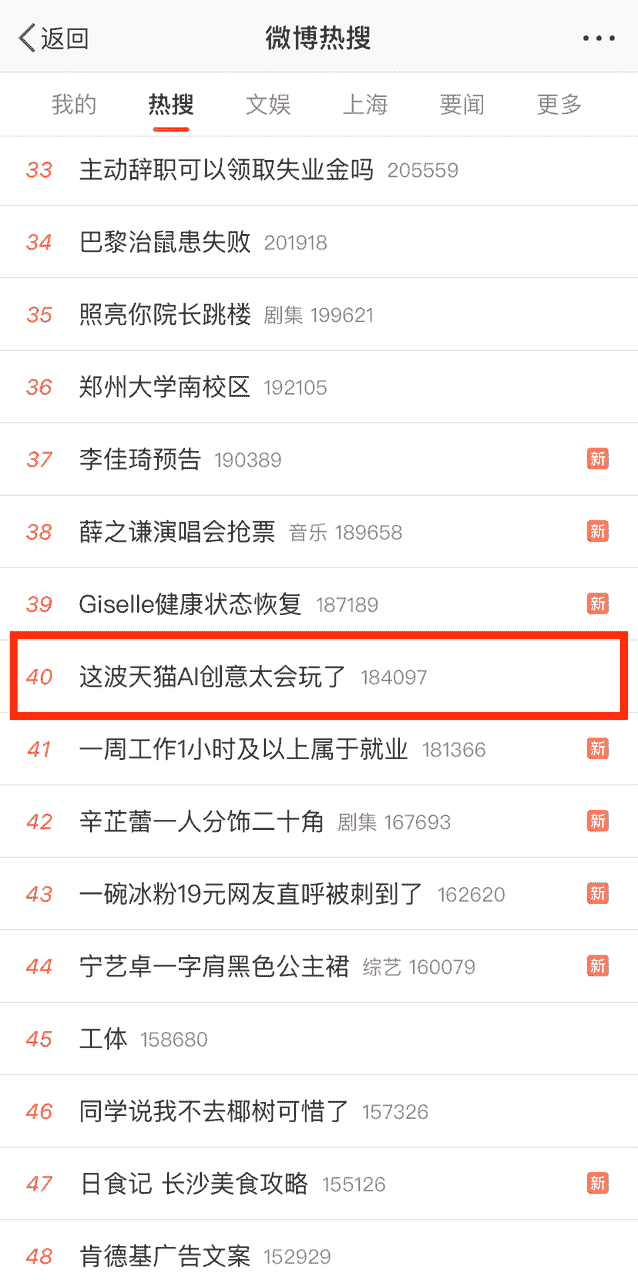 返回 微博热搜
我的 热搜 文娱 上海 要闻 更多
33 主动辞职可以领取失业金吗 205559
34 巴黎治鼠患失败 201918
35 照亮你院长跳楼 剧集 199621
36 郑州大学南校区 192105
37 李佳琦预告 190389 新
38 薛之谦演唱会抢票 音乐 189658 新
39 Giselle健康状态恢复 187189 新
40 这波天猫AI创意太会玩了 184097
41 一周工作1小时及以上属于就业 181366 新
42 辛芷蕾一人分饰二十角 剧集 167693 新
43 一碗冰粉19元网友直呼被刺到了 162620 新
44 宁艺卓一字肩黑色公主裙 综艺 160079 新
45 工体 158680
46 同学说我不去椰树可惜了 157326
47 日食记 长沙美食攻略 155126 新
48 肯德基广告文案 152929